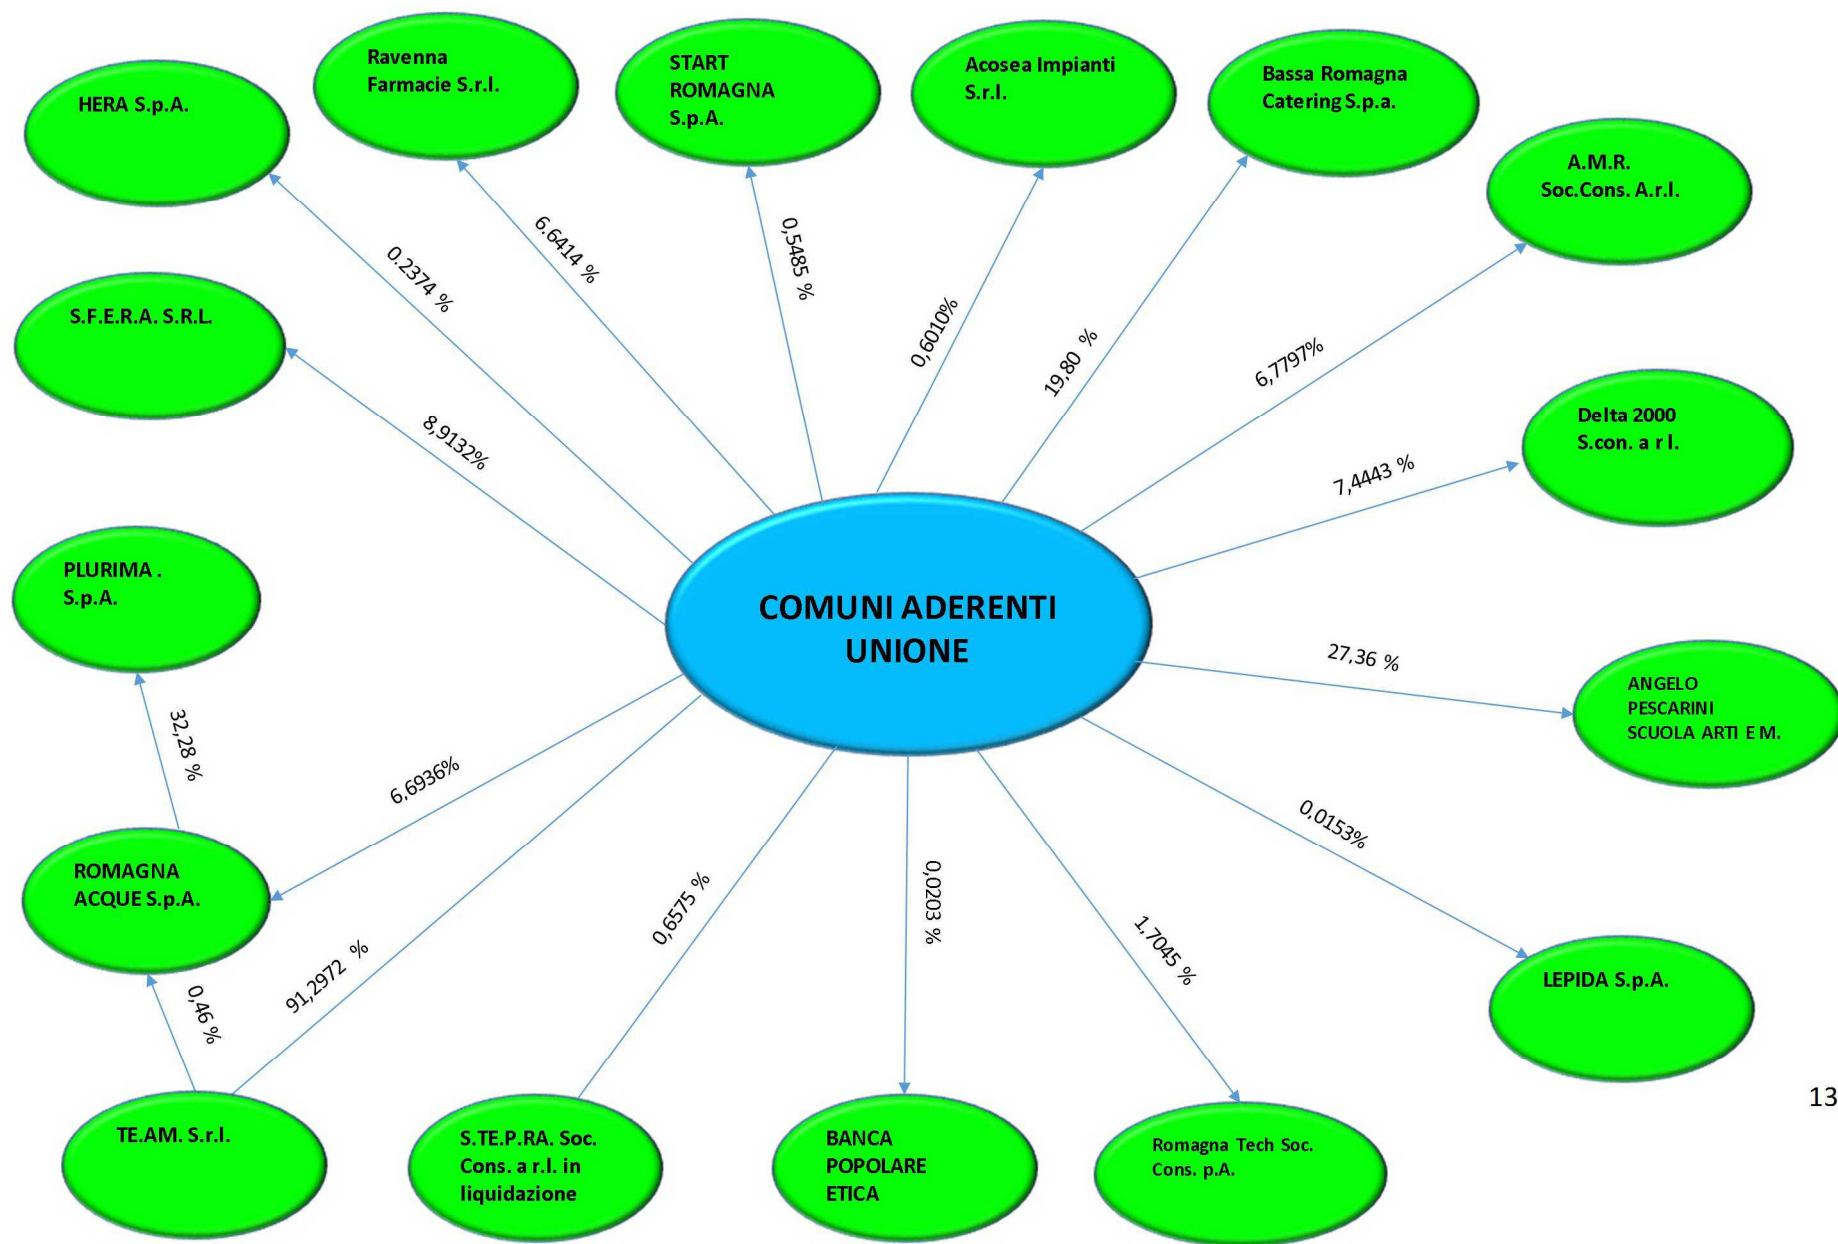 HERA S.p.A.
Ravenna
Farmacie S.r.l.
START
ROMAGNA
S.p.A.
Acosea Impianti
S.r.l.
Bassa Romagna
Catering S.p.a.
A.M.R.
Soc.Cons. A.r.l.
0.2374 %
6.6414 %
0,5485 %
0,6010%
19,80 %
6,7797%
S.F.E.R.A. S.R.L.
8,9132%
Delta 2000
S.con. a r l.
7,4443 %
PLURIMA .
S.p.A.
COMUNI ADERENTI
UNIONE
27,36 %
ANGELO
PESCARINI
SCUOLA ARTI E M.
32,28 %
6,6936%
0,0153%
ROMAGNA
ACQUE S.p.A.
0,46 %
91,2972 %
0,6575 %
0,0203 %
1,7045 %
LEPIDA S.p.A.
TE.AM. S.r.l.
S.TE.P.RA. Soc.
Cons. a r.l. in
liquidazione
BANCA
POPOLARE
ETICA
Romagna Tech Soc.
Cons. p.A.
13